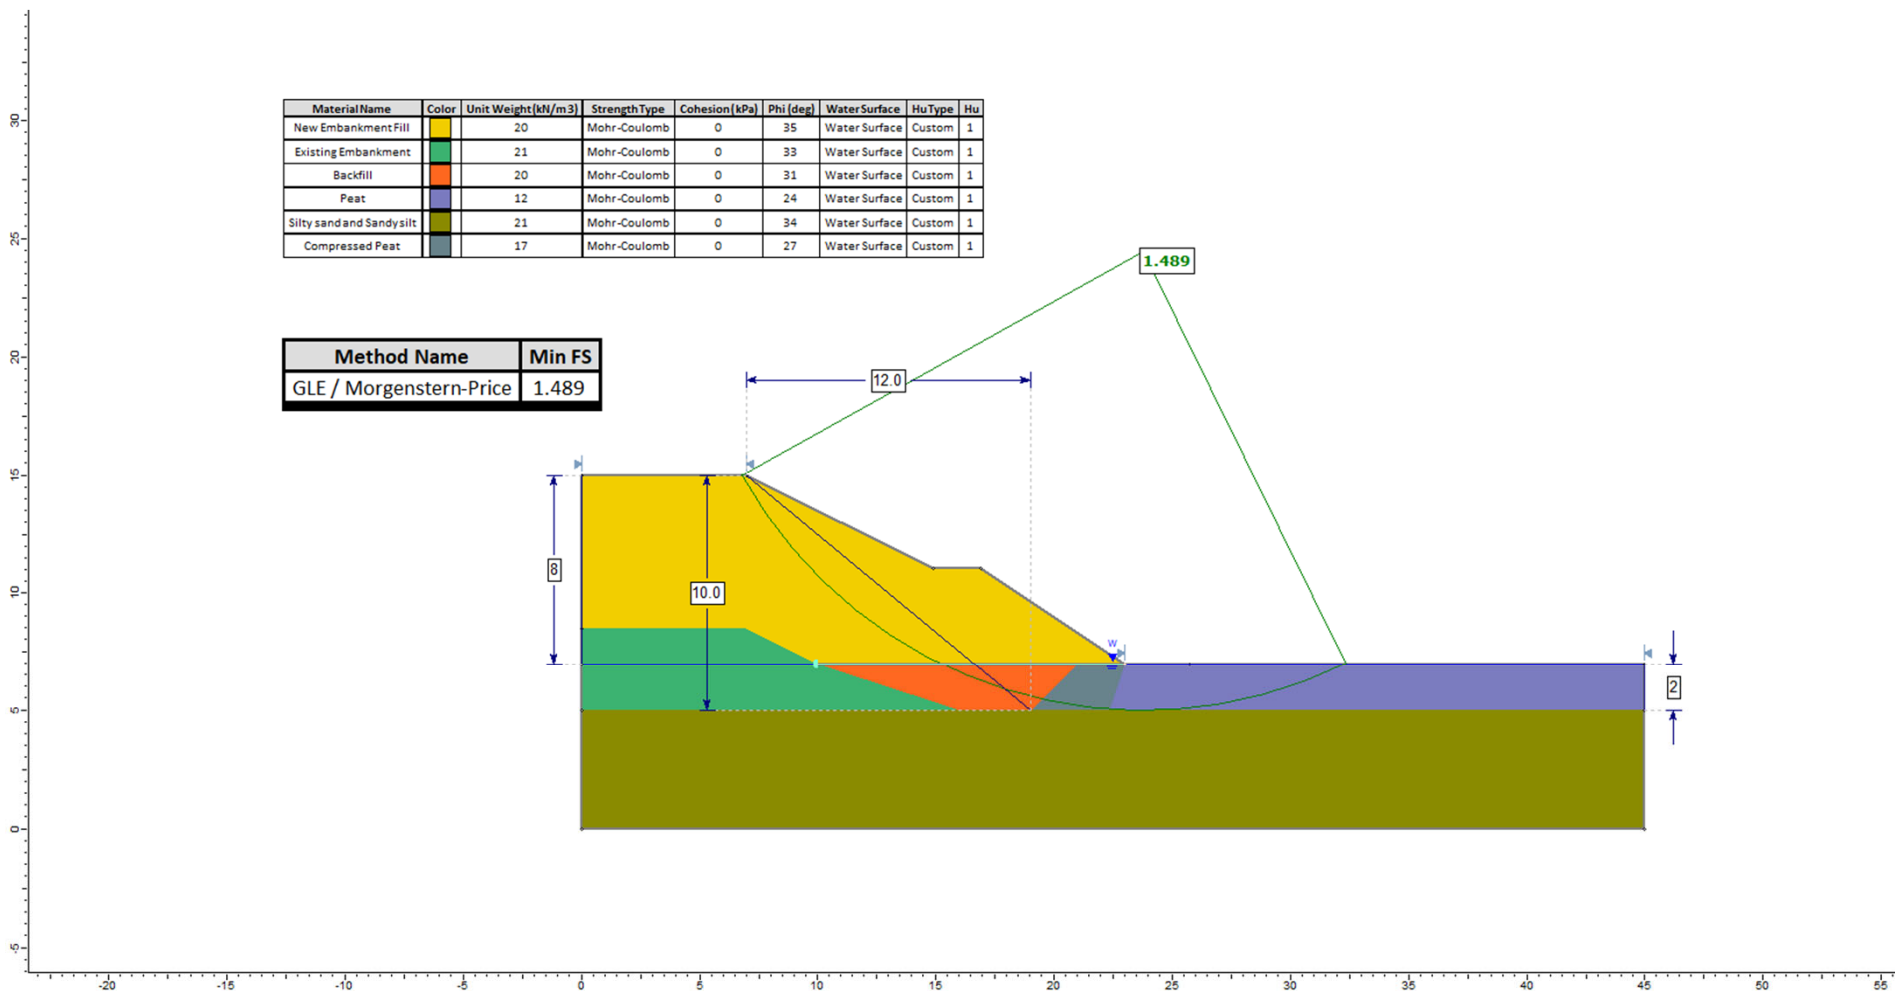 Material Name Color Unit Weight (kN/m3) Strength Type Cohesion (kPa) Phi (deg) Water Surface Hu Type Hu
New Embankment Fill 20 Mohr-Coulomb 0 35 Water Surface Custom 1
Existing Embankment 21 Mohr-Coulomb 0 33 Water Surface Custom 1
Backfill 20 Mohr-Coulomb 0 31 Water Surface Custom 1
Peat 12 Mohr-Coulomb 0 24 Water Surface Custom 1
Silty sand and Sandy silt 21 Mohr-Coulomb 0 34 Water Surface Custom 1
Compressed Peat 17 Mohr-Coulomb 0 27 Water Surface Custom 1
1.489
Method Name Min FS
GLE / Morgenstern-Price 1.489
12.0
8
10.0
W
2
30
25
20
15
10
5
0
-5
-20 -15 -10 -5 0 5 10 15 20 25 30 35 40 45 50 55